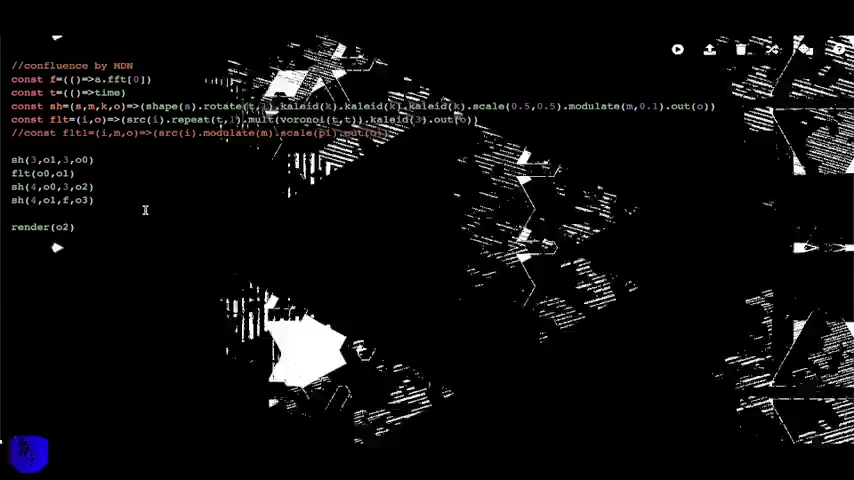 //confluence by MDN
const f=(()=>a.fft[0])
const t=(()=>time)
const sh=(s,m,k,o)=>(shape(s).rotate(t,1).kaleid(k).kaleid(k).kaleid(k).scale(0.5,0.5).modulate(m,0.1).out(o))
const flt=(i,o)=>(src(i).repeat(t,1).mult(voronoi(t,t)).kaleid(3).out(o))
//const flt1=(i,m,o)=>(src(i).modulate(m).scale(p1).out(o))
sh(3,o1,3,o0)
flt(o0,o1)
sh(4,o0,3,o2)
sh(4,o1,f,o3)
render(o2)